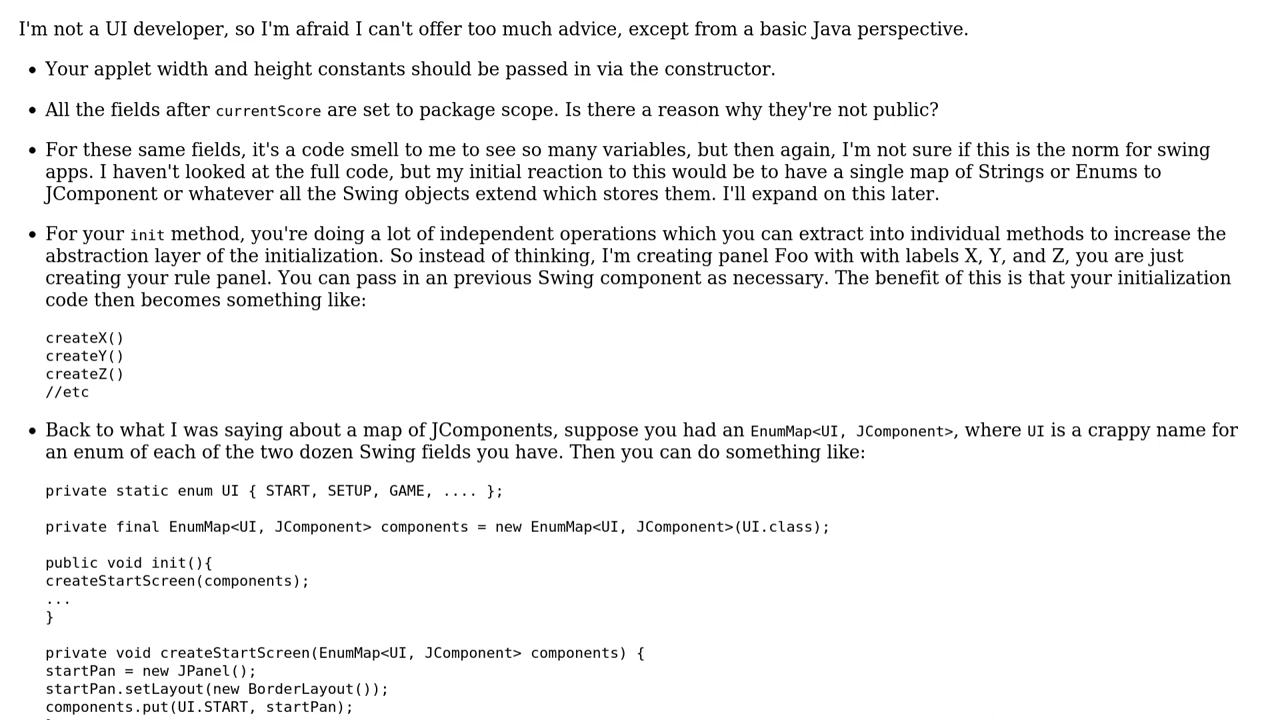 I'm not a UI developer, so I'm afraid I can't offer too much advice, except from a basic Java perspective.
• Your applet width and height constants should be passed in via the constructor.
• All the fields after currentScore are set to package scope. Is there a reason why they're not public?
• For these same fields, it's a code smell to me to see so many variables, but then again, I'm not sure if this is the norm for swing
apps. I haven't looked at the full code, but my initial reaction to this would be to have a single map of Strings or Enums to
JComponent or whatever all the Swing objects extend which stores them. I'll expand on this later.
• For your init method, you're doing a lot of independent operations which you can extract into individual methods to increase the
abstraction layer of the initialization. So instead of thinking, I'm creating panel Foo with with labels X, Y, and Z, you are just
creating your rule panel. You can pass in an previous Swing component as necessary. The benefit of this is that your initialization
code then becomes something like:
createX()
createY()
createZ()
//etc
• Back to what I was saying about a map of JComponents, suppose you had an EnumMap<UI, JComponent>, where UI is a crappy name for
an enum of each of the two dozen Swing fields you have. Then you can do something like:
private static enum UI { START, SETUP, GAME, .... };
private final EnumMap<UI, JComponent> components = new EnumMap<UI, JComponent>(UI.class);
public void init(){
createStartScreen(components);
...
}
private void createStartScreen(EnumMap<UI, JComponent> components) {
startPan = new JPanel();
startPan.setLayout(new BorderLayout());
components.put(UI.START, startPan);